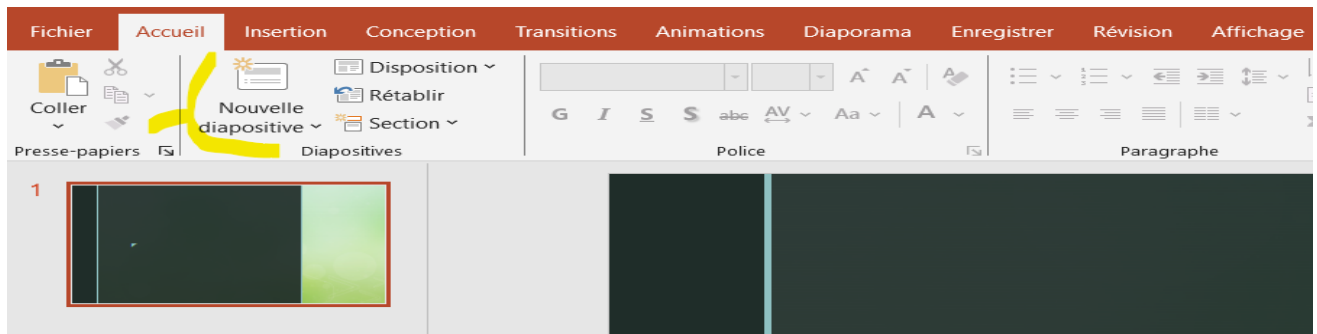 Fichier Accueil Insertion Conception Transitions Animations Diaporama Enregistrer Révision Affichage
Coller
Nouvelle
diapositive
Disposition
Rétablir
Section
G I S S abc AV Aa A
Presse-papiers Diapositives Police Paragraphe
1